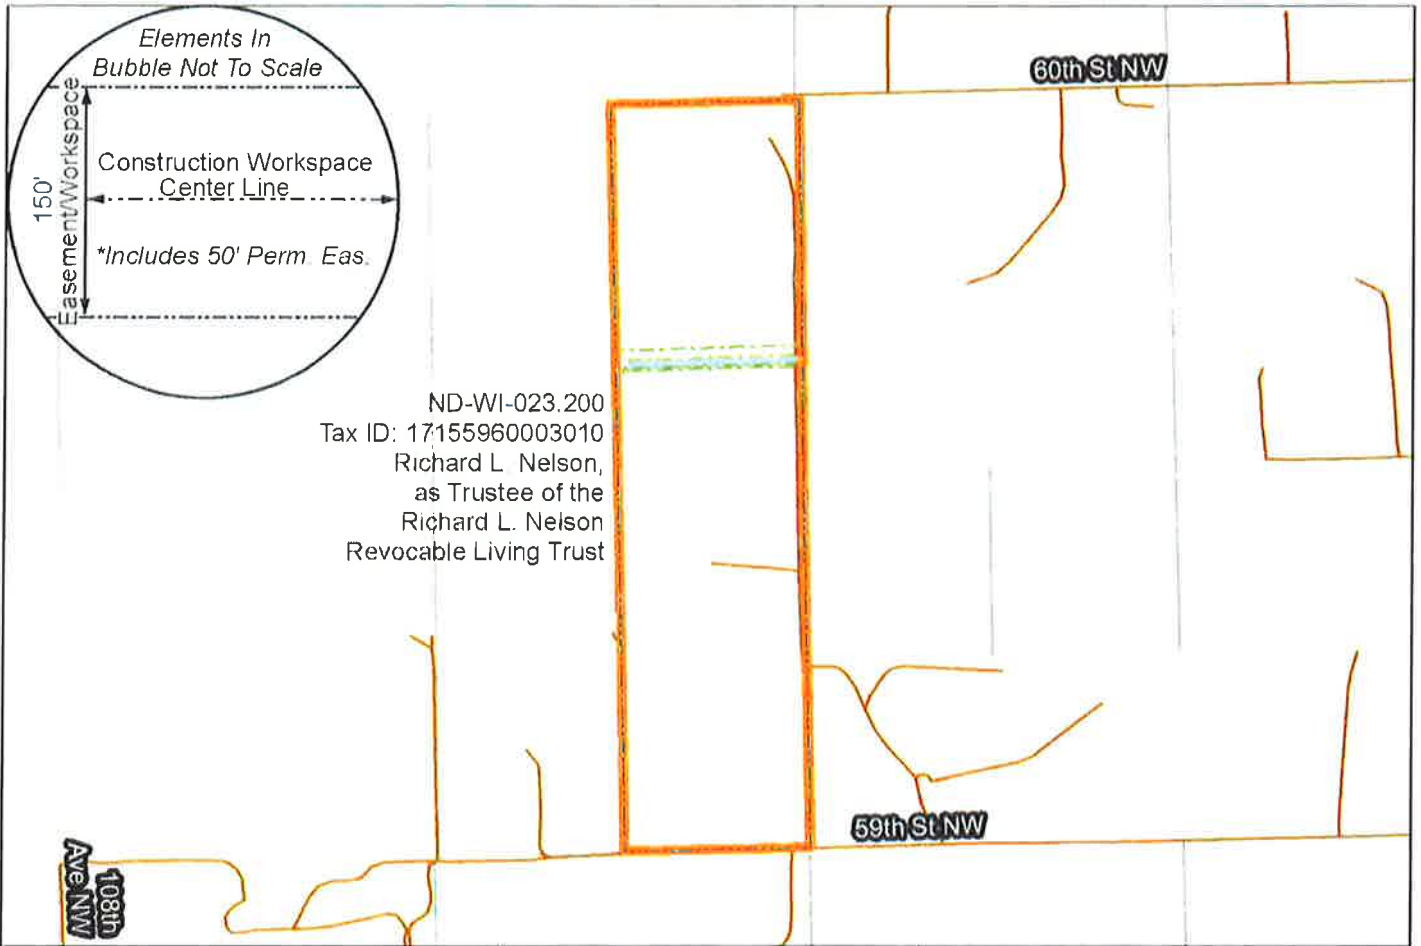 Elements In
Bubble Not To Scale
150'
Easement/Workspace
Construction Workspace
Center Line
*Includes 50' Perm. Eas.
60th St NW
ND-WI-023.200
Tax ID: 17155960003010
Richard L. Nelson,
as Trustee of the
Richard L. Nelson
Revocable Living Trust
59th St NW
108th
Ave NW